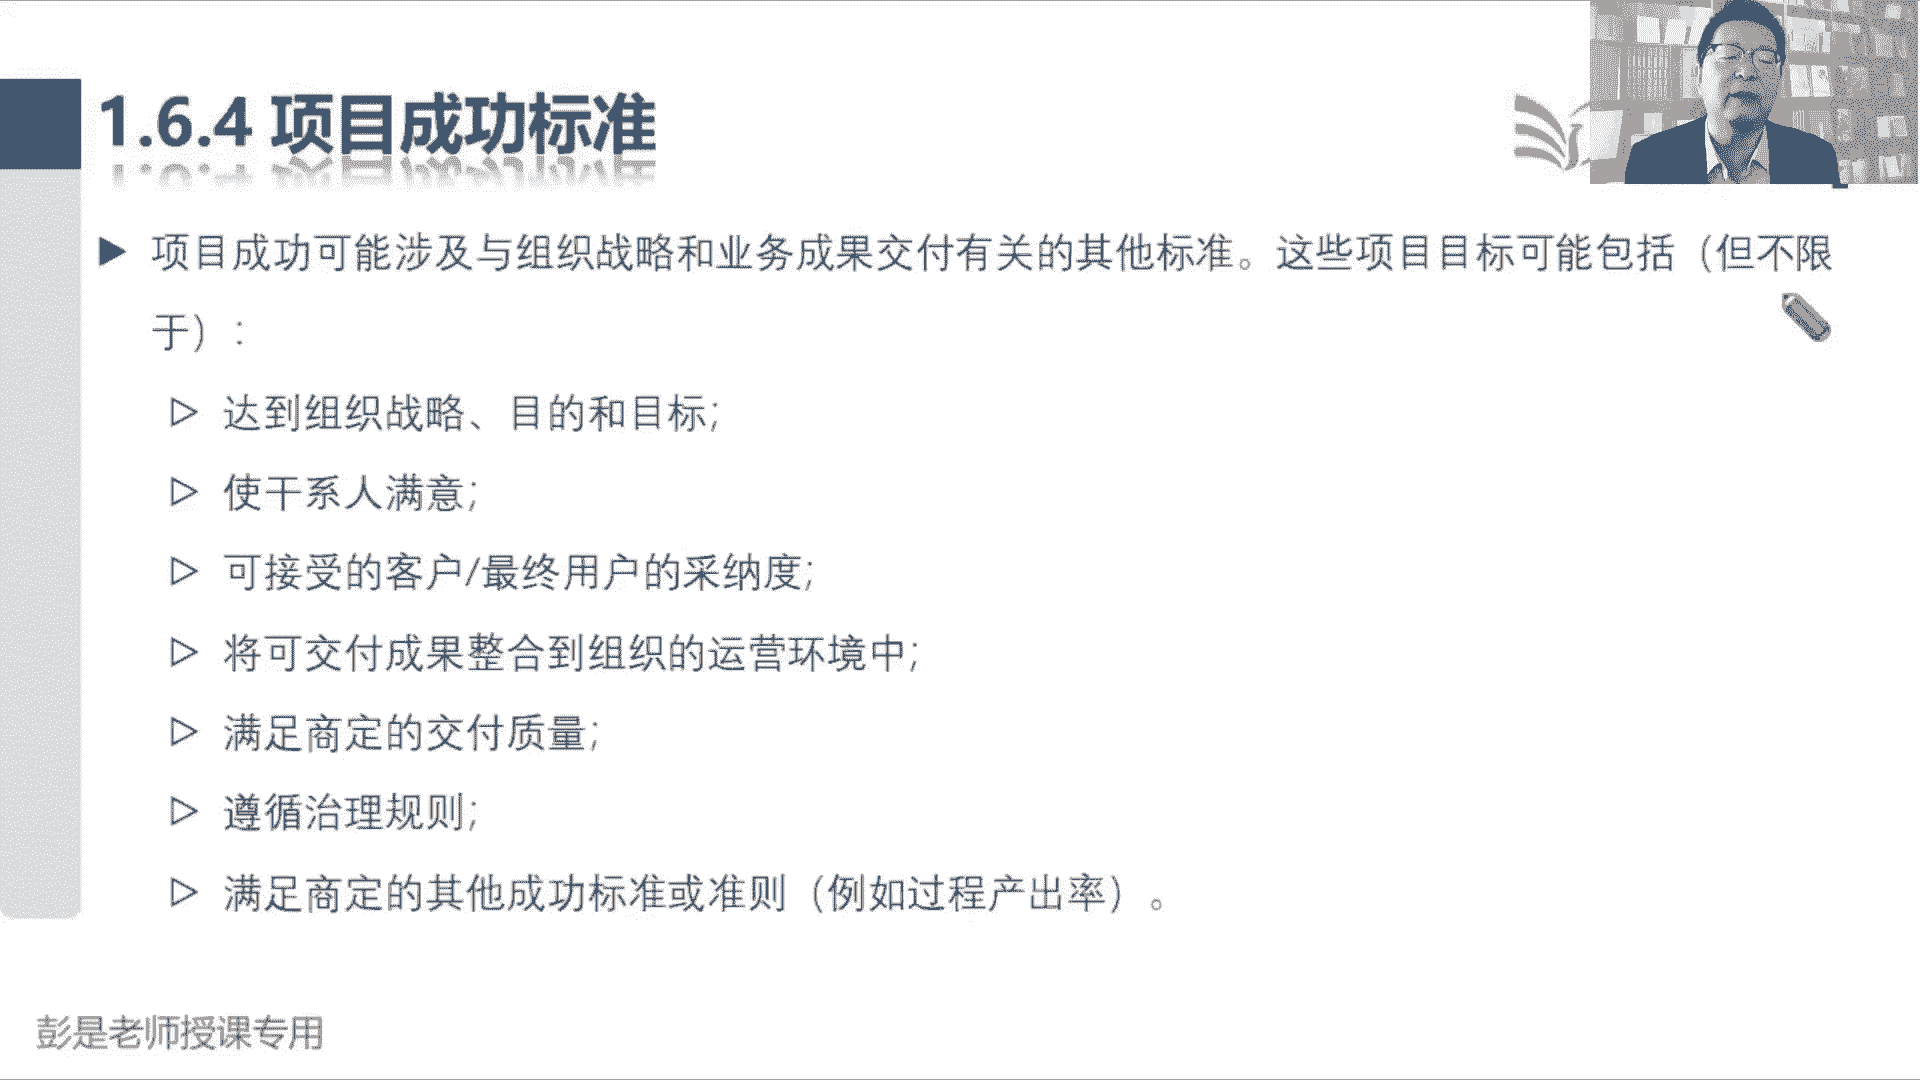 1.6.4 项目成功标准
项目成功可能涉及与组织战略和业务成果交付有关的其他标准。这些项目目标可能包括（但不限
于）:
达到组织战略、目的和目标;
使干系人满意;
可接受的客户/最终用户的采纳度;
将可交付成果整合到组织的运营环境中;
满足商定的交付质量;
遵循治理规则;
满足商定的其他成功标准或准则（例如过程产出率）。
彭是老师授课专用